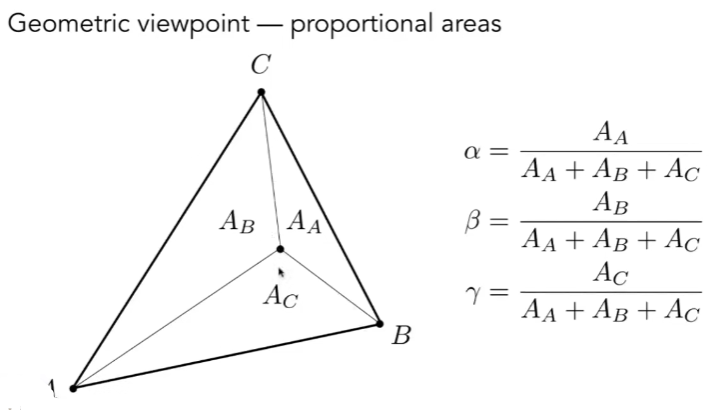 Geometric viewpoint — proportional areas
C
A_B A_A
A_C
B
α = A_A / (A_A + A_B + A_C)
β = A_B / (A_A + A_B + A_C)
γ = A_C / (A_A + A_B + A_C)